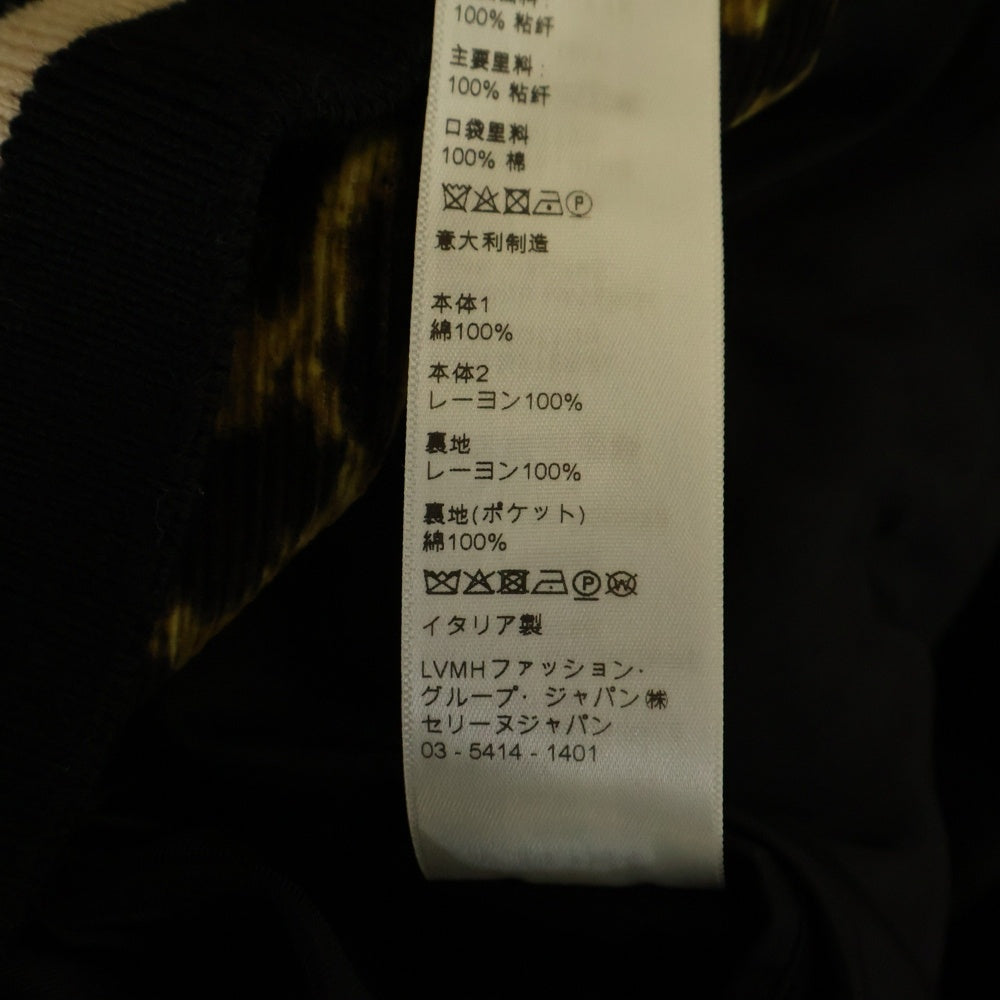 100% 粘纤
主要里料:
100% 粘纤
口袋里料
100% 棉
P
意大利制造
本体1
綿100%
本体2
レーヨン100%
裏地
レーヨン100%
裏地(ポケット)
綿100%
P W
イタリア製
LVMHファッション・
グループ・ジャパン㈱
セリーヌジャパン
03 - 5414 - 1401